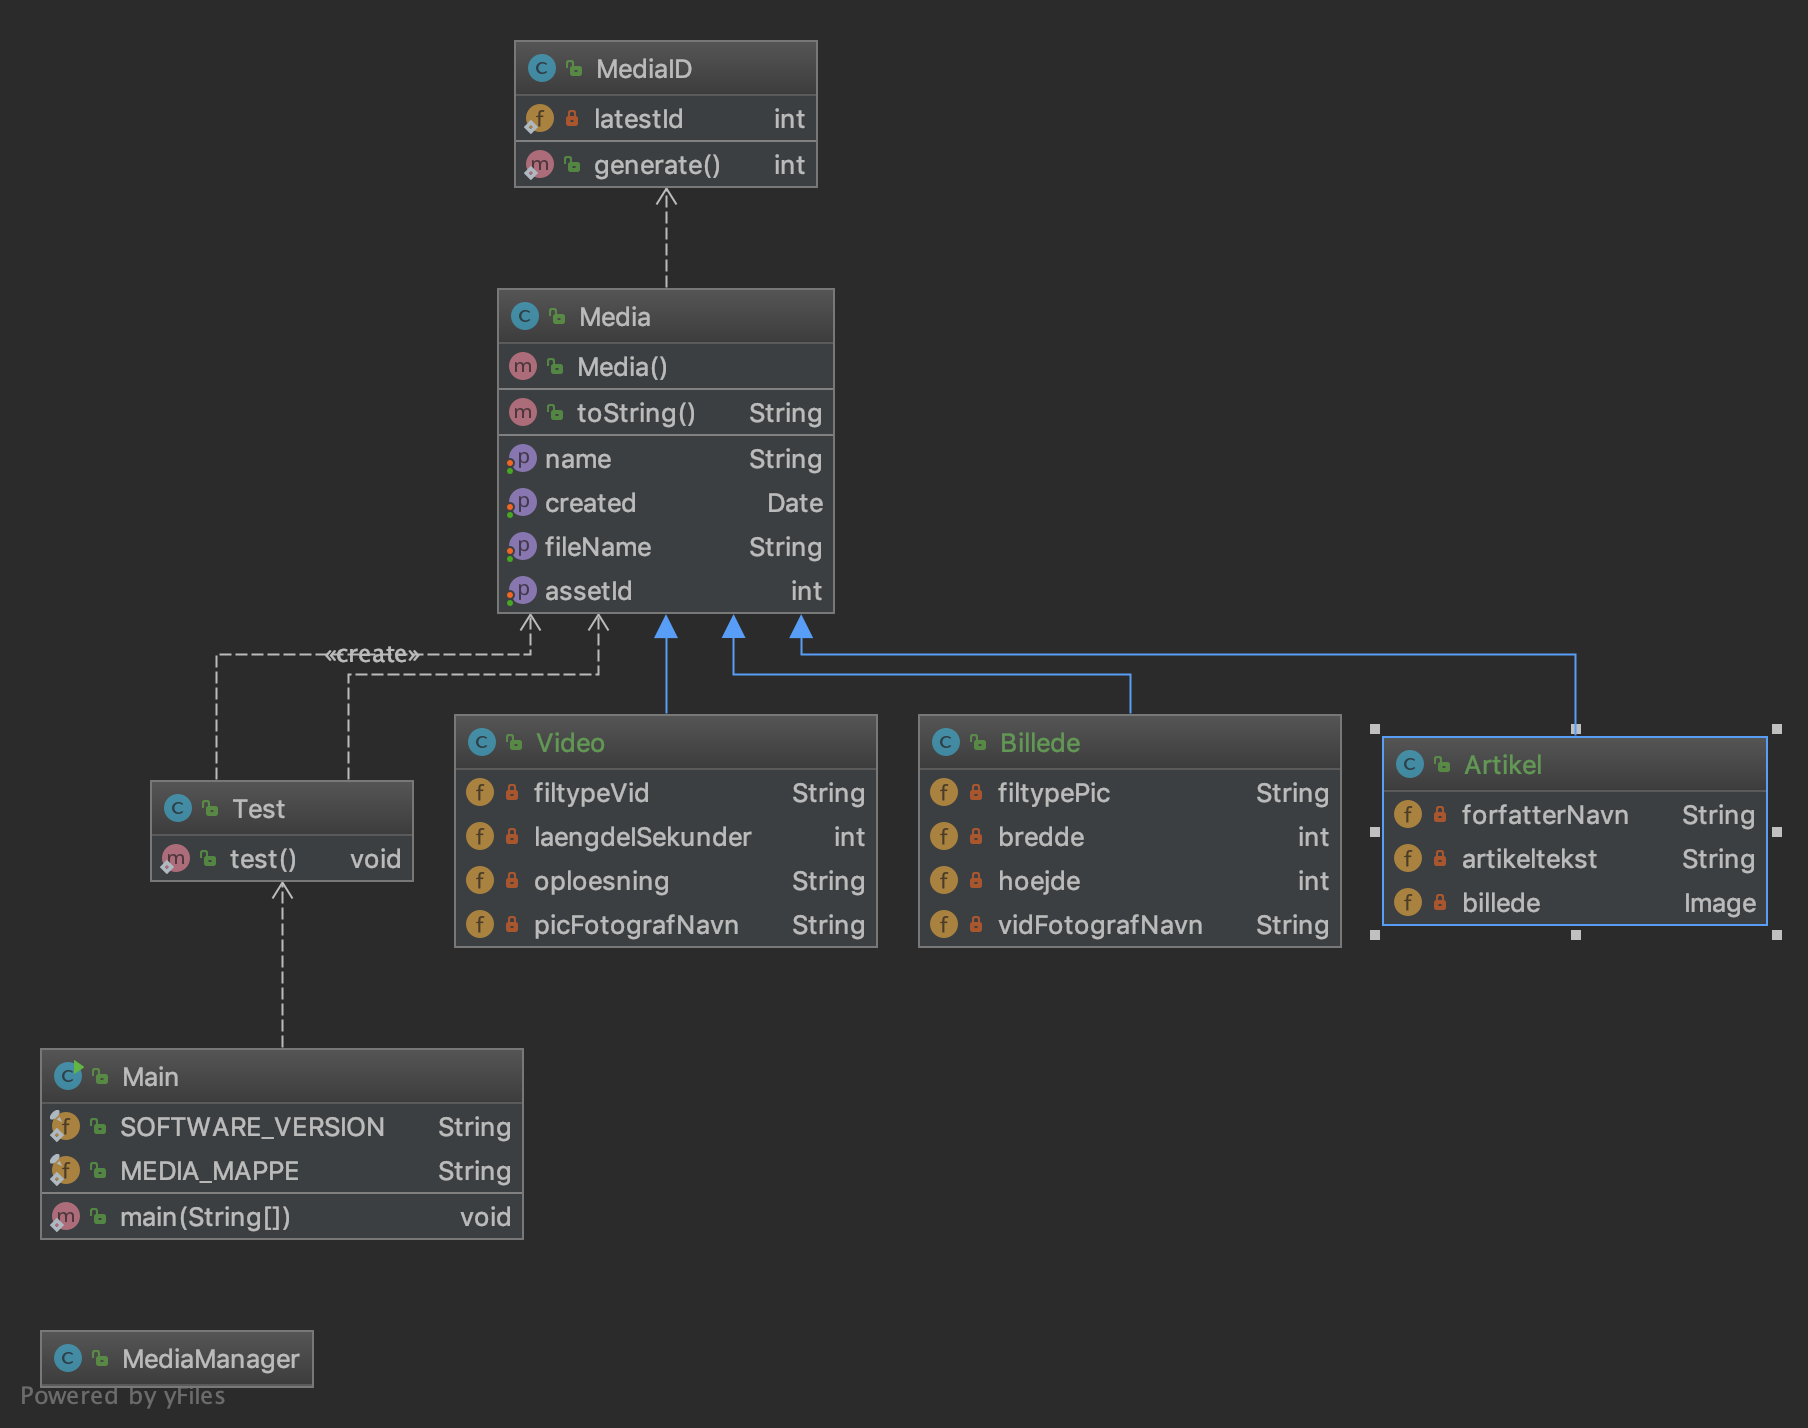 MediaID
latestId int
generate() int
Media
Media()
toString() String
name String
created Date
fileName String
assetId int
«create»
Test
test() void
Video
filtypeVid String
laengdeISekunder int
oploesning String
picFotografNavn String
Billede
filtypePic String
bredde int
hoejde int
vidFotografNavn String
Artikel
forfatterNavn String
artikeltekst String
billede Image
Main
SOFTWARE_VERSION String
MEDIA_MAPPE String
main(String[]) void
MediaManager
Powered by yFiles